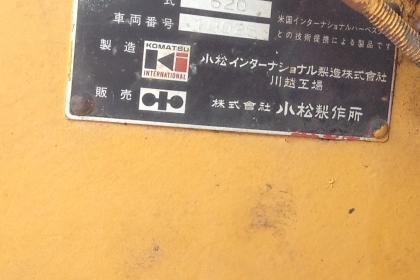 式 520
車両番号
米国インターナショナルハーベス
との技術提携による製品です
製造 KOMATSU INTERNATIONAL 小松インターナショナル製造株式会社
川越工場
販売 株式会社 小松製作所